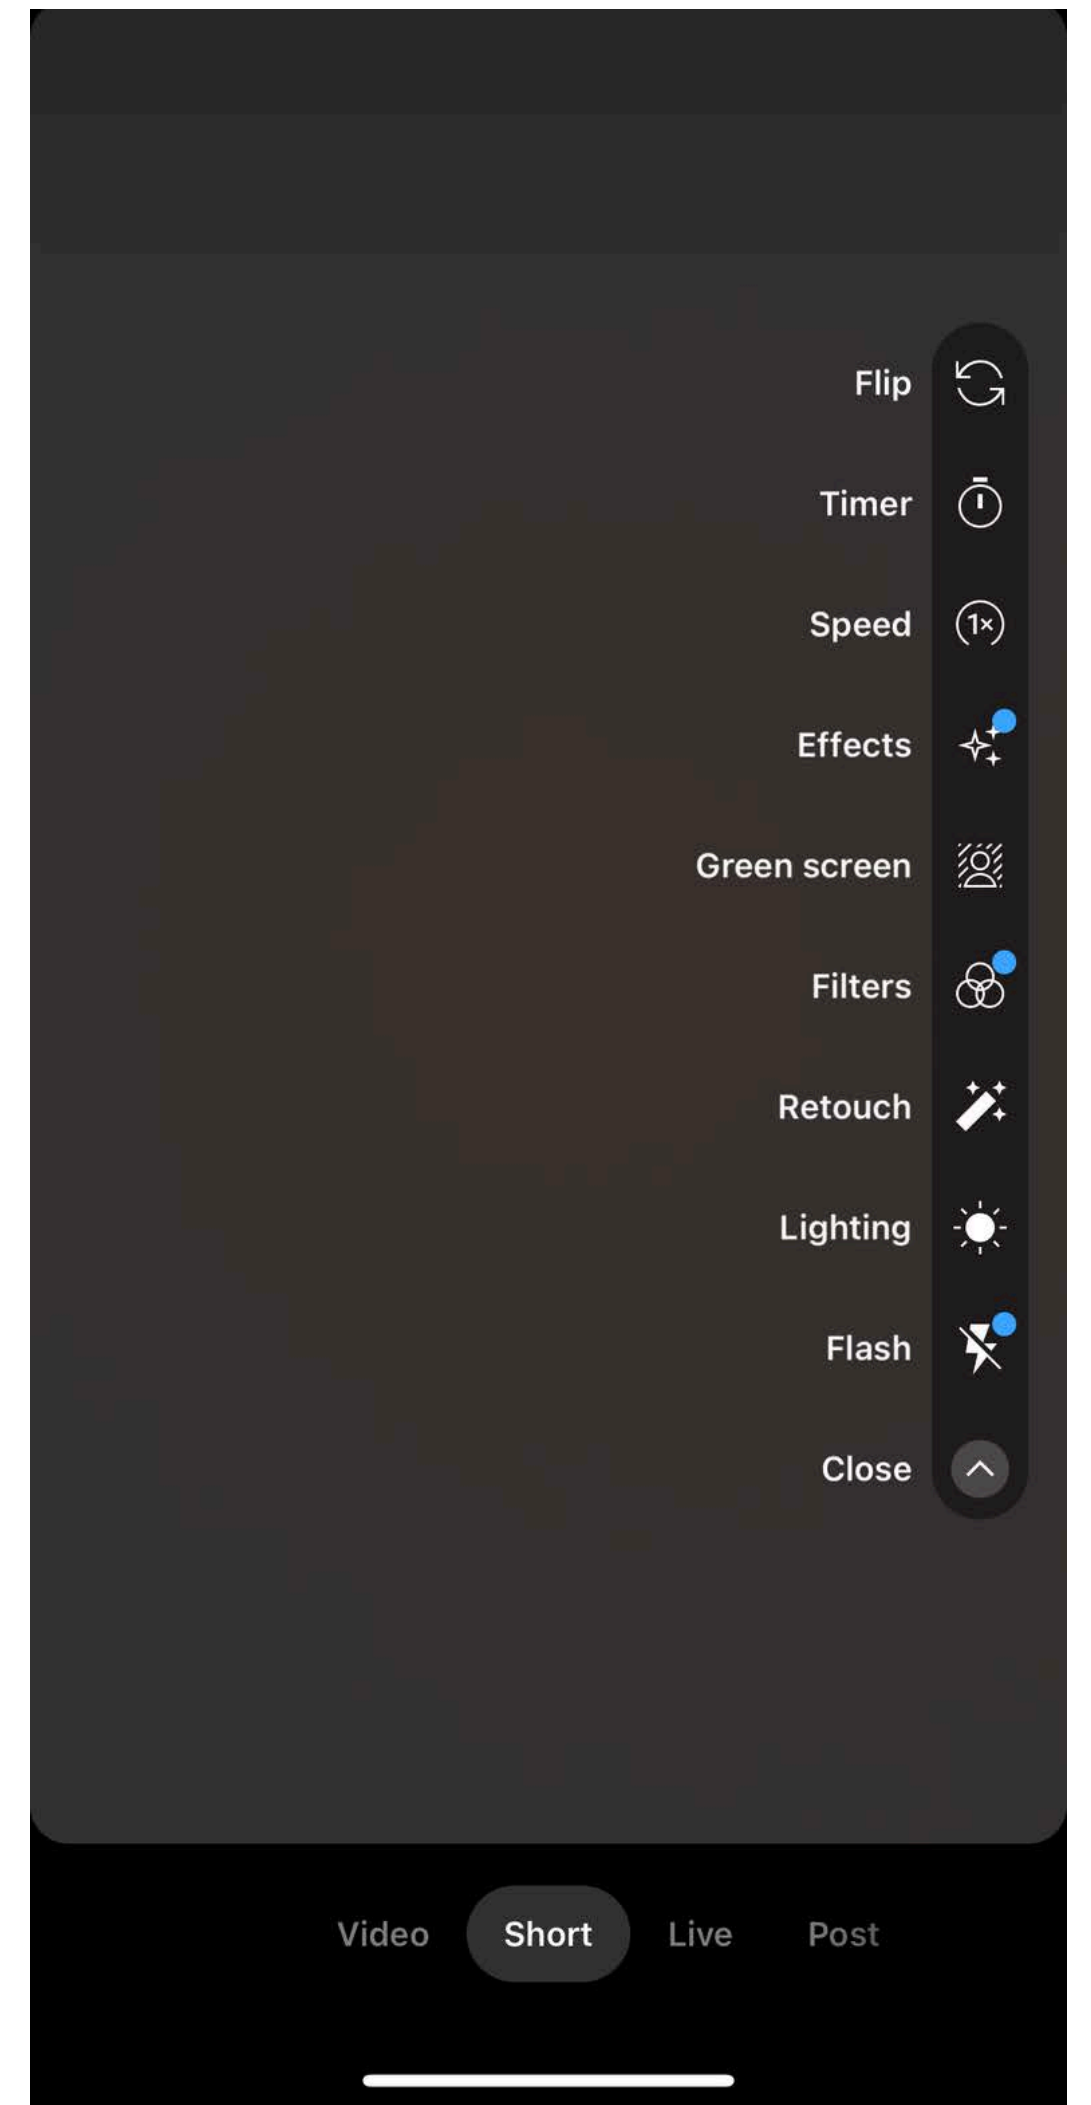 Flip
Timer
Speed
1×
Effects
Green screen
Filters
Retouch
Lighting
Flash
Close
Video
Short
Live
Post